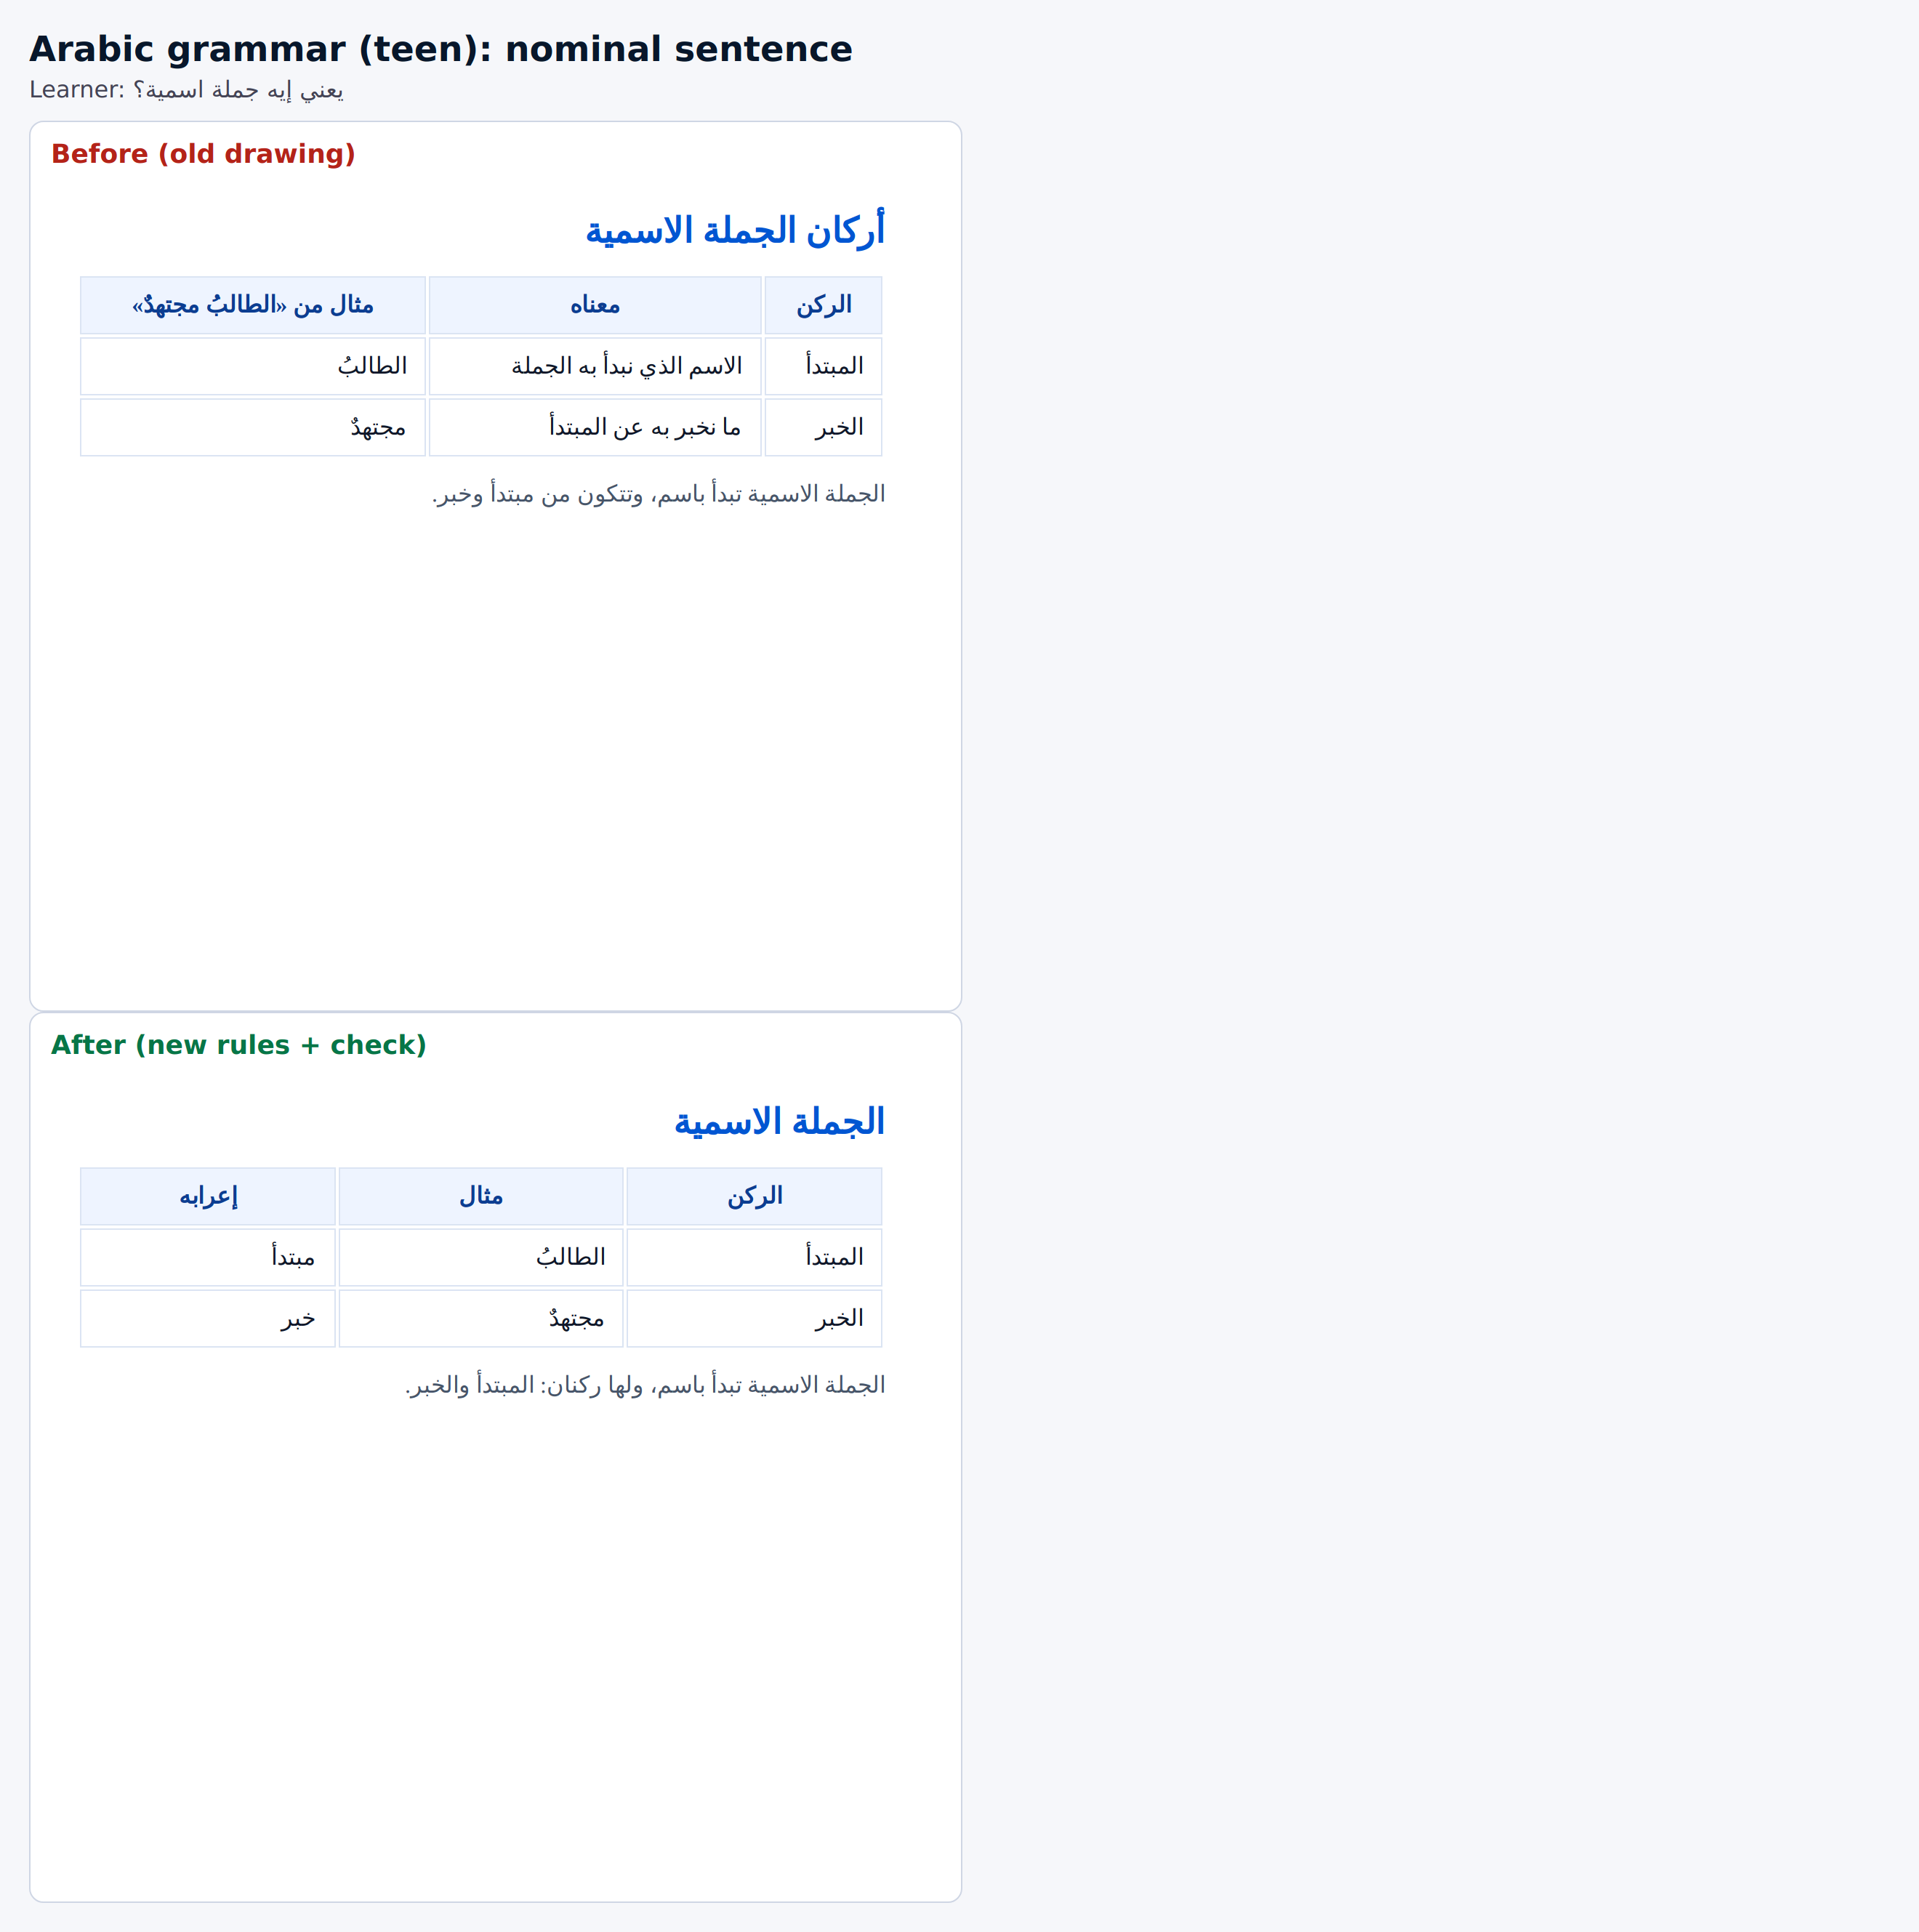 Arabic grammar (teen): nominal sentence
Learner: يعني إيه جملة اسمية؟
Before (old drawing)
أركان الجملة الاسمية
الركن معناه مثال من «الطالبُ مجتهدٌ»
المبتدأ الاسم الذي نبدأ به الجملة الطالبُ
الخبر ما نخبر به عن المبتدأ مجتهدٌ
الجملة الاسمية تبدأ باسم، وتتكون من مبتدأ وخبر.
After (new rules + check)
الجملة الاسمية
الركن مثال إعرابه
المبتدأ الطالبُ مبتدأ
الخبر مجتهدٌ خبر
الجملة الاسمية تبدأ باسم، ولها ركنان: المبتدأ والخبر.